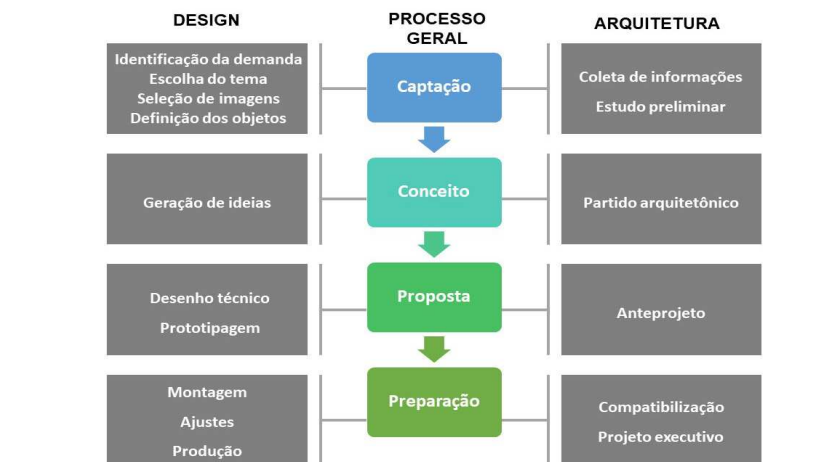 DESIGN
PROCESSO
GERAL
ARQUITETURA
Identificação da demanda
Escolha do tema
Seleção de imagens
Definição dos objetos
Captação
Coleta de informações
Estudo preliminar
Geração de ideias
Conceito
Partido arquitetônico
Desenho técnico
Prototipagem
Proposta
Anteprojeto
Montagem
Ajustes
Produção
Preparação
Compatibilização
Projeto executivo